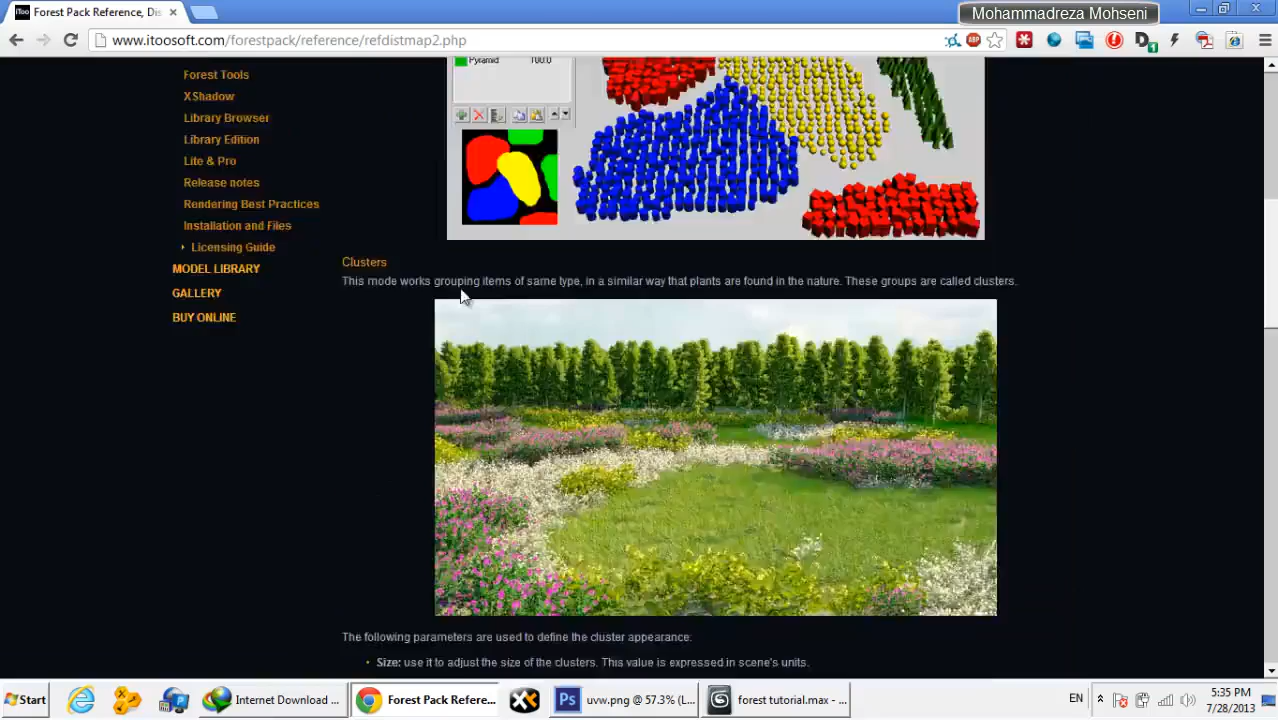 iToo
Forest Pack Reference, Dis
Mohammadreza Mohseni
www.itoosoft.com/forestpack/reference/refdistmap2.php
ABP
D
1
Forest Tools
XShadow
Library Browser
Library Edition
Lite & Pro
Release notes
Rendering Best Practices
Installation and Files
Licensing Guide
MODEL LIBRARY
GALLERY
BUY ONLINE
Pyramid 100.0
Clusters
This mode works grouping items of same type, in a similar way that plants are found in the nature. These groups are called clusters.
The following parameters are used to define the cluster appearance:
• Size: use it to adjust the size of the clusters. This value is expressed in scene's units.
Start
Internet Download ...
Forest Pack Refere...
Ps
uvw.png @ 57.3% (L...
forest tutorial.max - ...
EN
5:35 PM
7/28/2013